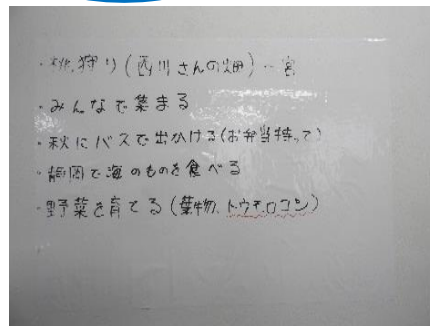 ・桃狩り(西川さんの畑)一宮
・みんなで集まる
・秋にバスで出かける(お弁当持って)
・静岡で海のものを食べる
・野菜を育てる(葉物、トウモロコシ)